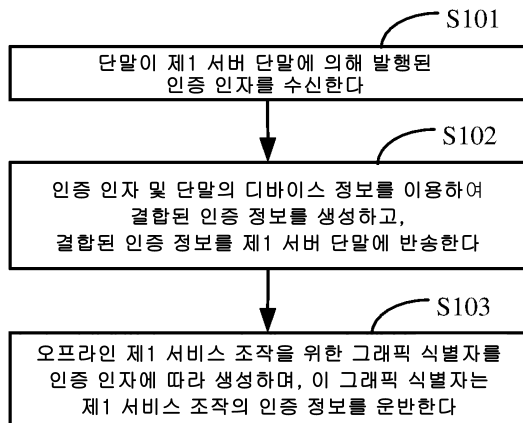 S101
단말이 제1 서버 단말에 의해 발행된
인증 인자를 수신한다
S102
인증 인자 및 단말의 디바이스 정보를 이용하여
결합된 인증 정보를 생성하고,
결합된 인증 정보를 제1 서버 단말에 반송한다
S103
오프라인 제1 서비스 조작을 위한 그래픽 식별자를
인증 인자에 따라 생성하며, 이 그래픽 식별자는
제1 서비스 조작의 인증 정보를 운반한다